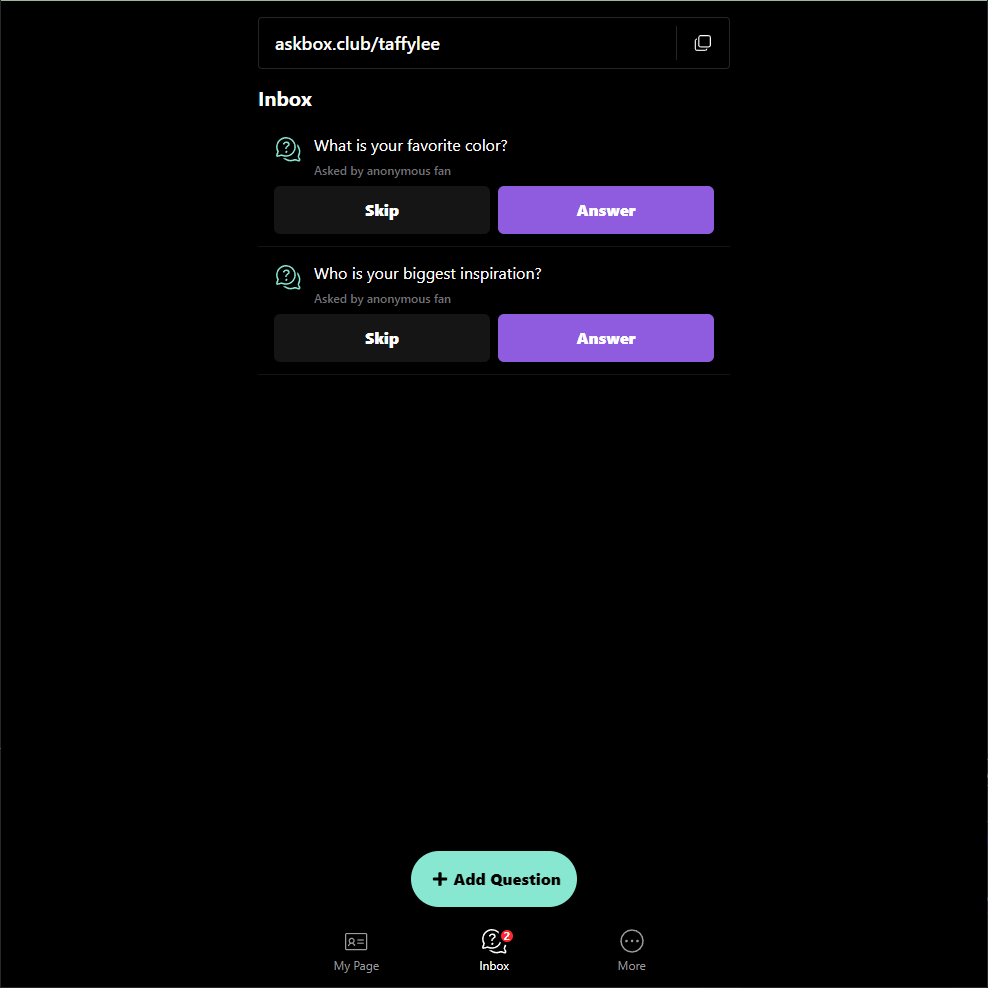 askbox.club/taffylee
Inbox
What is your favorite color?
Asked by anonymous fan
Skip
Answer
Who is your biggest inspiration?
Asked by anonymous fan
Skip
Answer
+ Add Question
2
My Page
Inbox
More